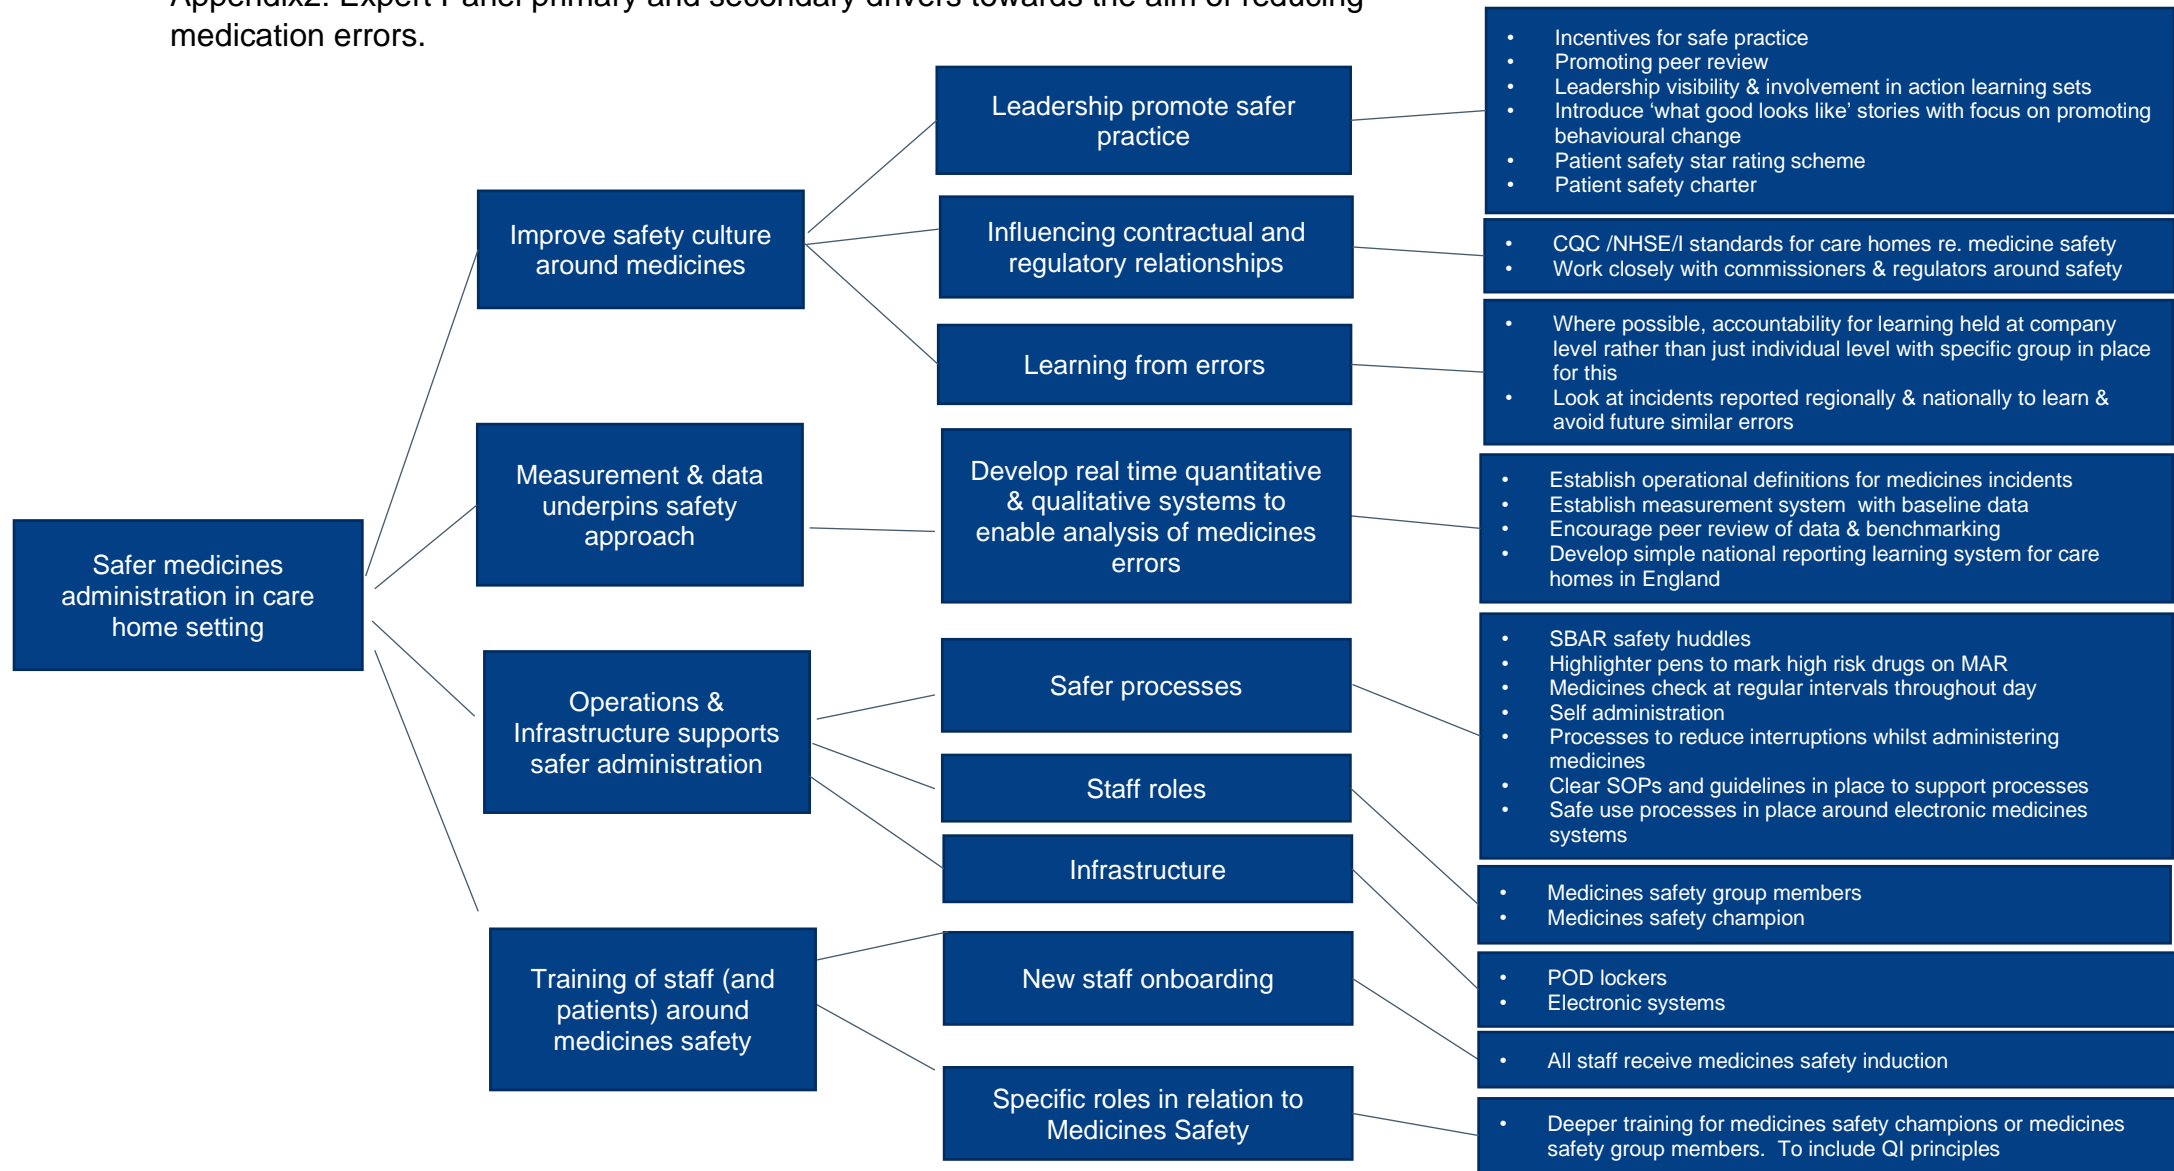 Appendix2: Expert Panel primary and secondary drivers towards the aim of reducing
medication errors.
Safer medicines
administration in care
home setting
Improve safety culture
around medicines
Measurement & data
underpins safety
approach
Operations &
Infrastructure supports
safer administration
Training of staff (and
patients) around
medicines safety
Leadership promote safer
practice
Influencing contractual and
regulatory relationships
Learning from errors
Develop real time quantitative
& qualitative systems to
enable analysis of medicines
errors
Safer processes
Staff roles
Infrastructure
New staff onboarding
Specific roles in relation to
Medicines Safety
• Incentives for safe practice
• Promoting peer review
• Leadership visibility & involvement in action learning sets
• Introduce ‘what good looks like’ stories with focus on promoting
behavioural change
• Patient safety star rating scheme
• Patient safety charter
• CQC /NHSE/I standards for care homes re. medicine safety
• Work closely with commissioners & regulators around safety
• Where possible, accountability for learning held at company
level rather than just individual level with specific group in place
for this
• Look at incidents reported regionally & nationally to learn &
avoid future similar errors
• Establish operational definitions for medicines incidents
• Establish measurement system  with baseline data
• Encourage peer review of data & benchmarking
• Develop simple national reporting learning system for care
homes in England
• SBAR safety huddles
• Highlighter pens to mark high risk drugs on MAR
• Medicines check at regular intervals throughout day
• Self administration
• Processes to reduce interruptions whilst administering
medicines
• Clear SOPs and guidelines in place to support processes
• Safe use processes in place around electronic medicines
systems
• Medicines safety group members
• Medicines safety champion
• POD lockers
• Electronic systems
• All staff receive medicines safety induction
• Deeper training for medicines safety champions or medicines
safety group members.  To include QI principles